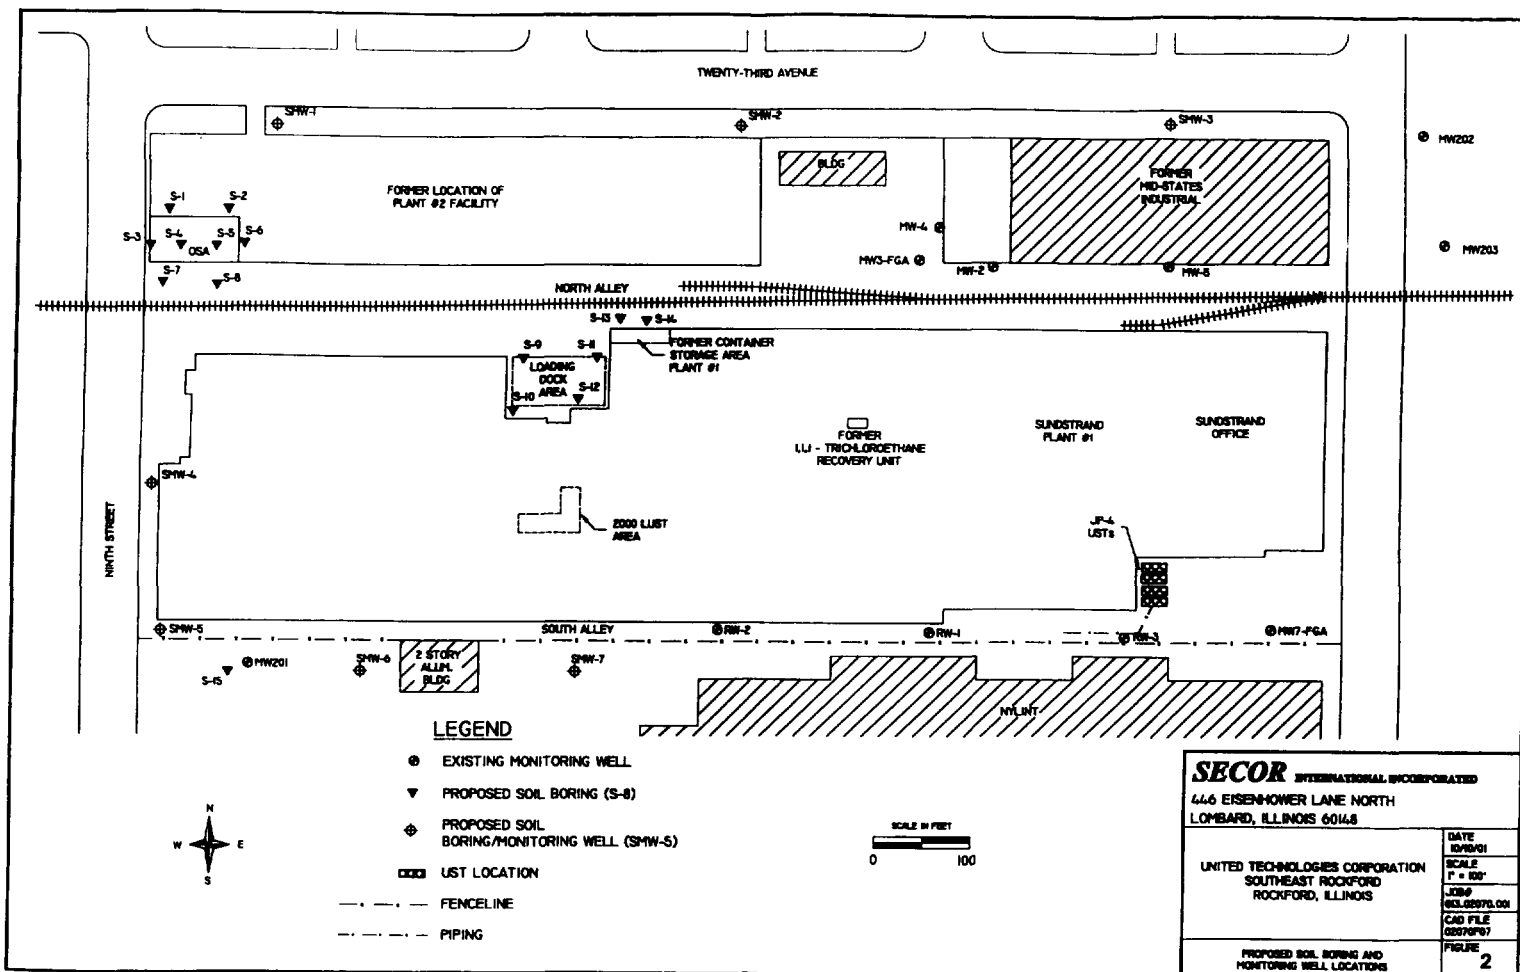 TWENTY-THIRD AVENUE
SMW-1
SMW-2
SMW-3
MW202
BLDG
FORMER
MID-STATES
INDUSTRIAL
FORMER LOCATION OF
PLANT #2 FACILITY
S-1
S-2
S-3
S-4
S-5
S-6
OSA
MW-4
MW3-FGA
MW-2
MW203
S-7
S-8
NORTH ALLEY
S-13
S-14
FORMER CONTAINER
STORAGE AREA
PLANT #1
S-9
S-11
LOADING
DOCK
AREA
S-12
S-10
FORMER
1,1,1 - TRICHLOROETHANE
RECOVERY UNIT
SUNDSTRAND
PLANT #1
SUNDSTRAND
OFFICE
SMW-4
NINTH STREET
2000 LUST
AREA
JP-4
USTs
SMW-5
SOUTH ALLEY
RW-2
RW-1
RW-3
MW7-FGA
MW201
S-15
SMW-6
2 STORY
ALUM.
BLDG
SMW-7
NYLINT
LEGEND
EXISTING MONITORING WELL
PROPOSED SOIL BORING (S-8)
PROPOSED SOIL
BORING/MONITORING WELL (SMW-5)
UST LOCATION
FENCELINE
PIPING
N
W E
S
SCALE IN FEET
0 100
SECOR INTERNATIONAL INCORPORATED
446 EISENHOWER LANE NORTH
LOMBARD, ILLINOIS 60148
UNITED TECHNOLOGIES CORPORATION
SOUTHEAST ROCKFORD
ROCKFORD, ILLINOIS
DATE
10/10/01
SCALE
1" = 100'
JOB#
CAD FILE
02070F07
PROPOSED SOIL BORING AND
MONITORING WELL LOCATIONS
FIGURE
2